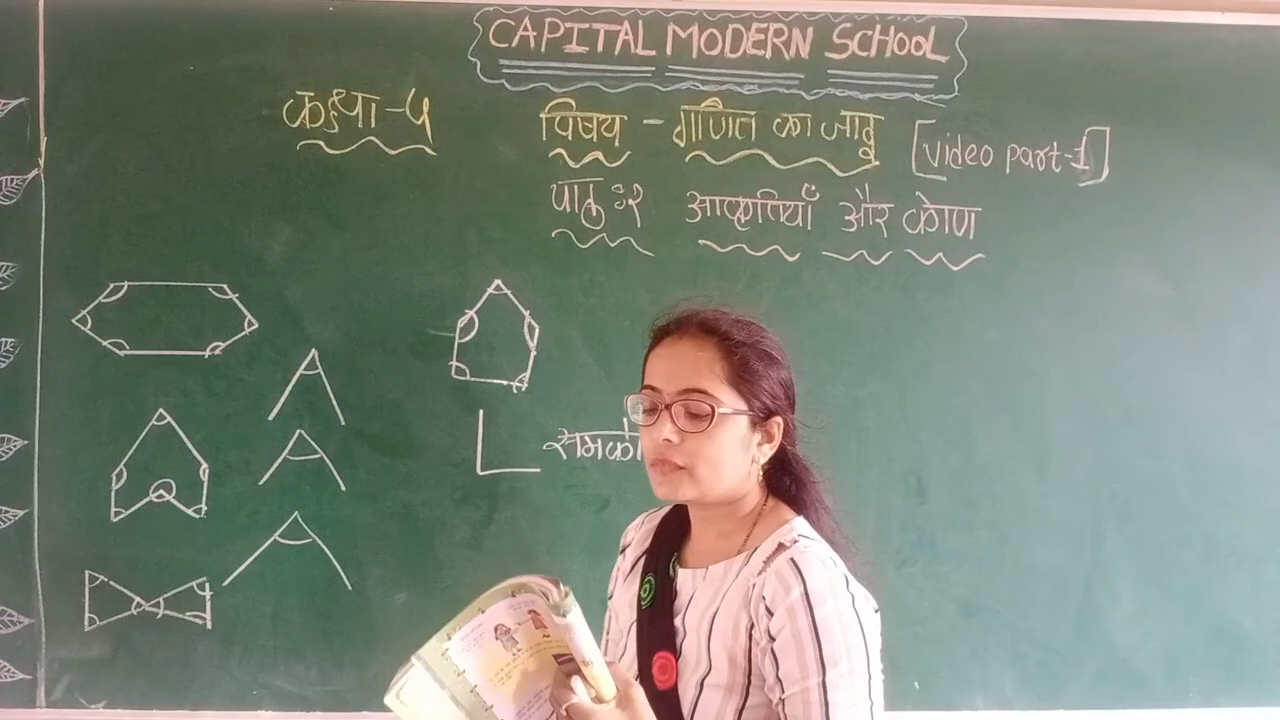 CAPITAL MODERN SCHOOL
कक्षा-५ विषय - गणित का जादू [video part-1]
पाठ:२ आकृतियाँ और कोण
समको